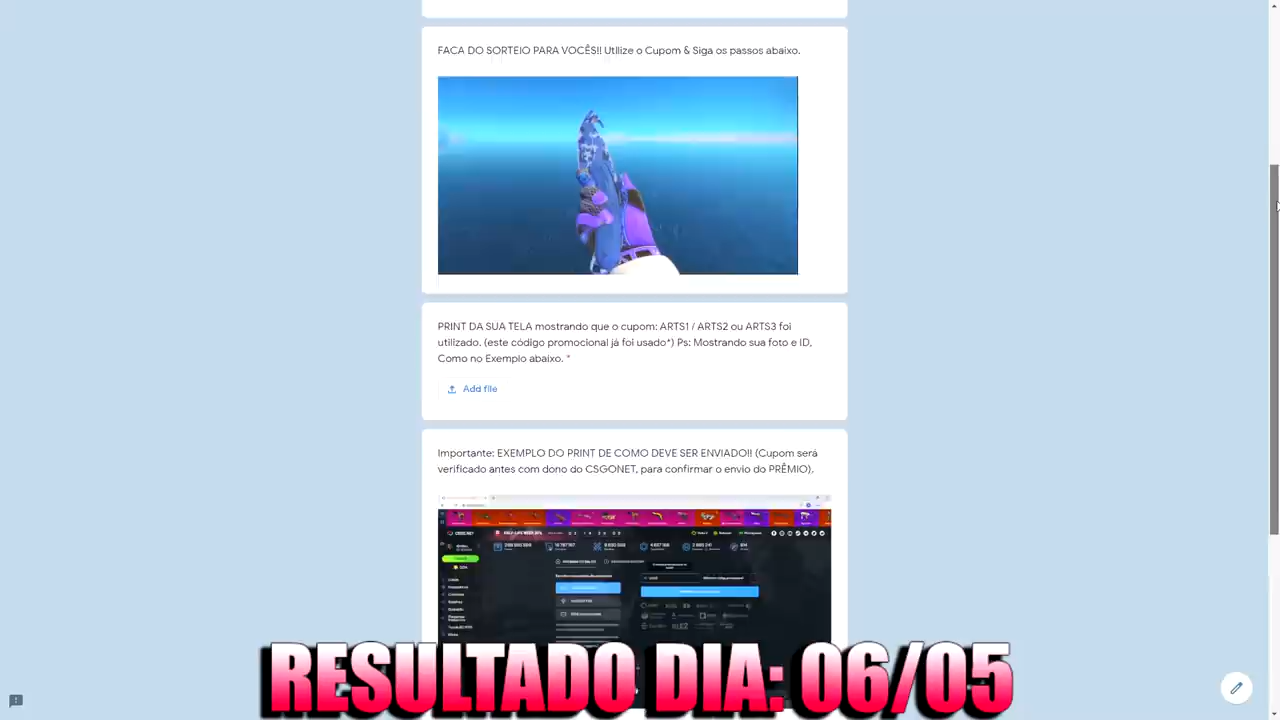 FACA DO SORTEIO PARA VOCÊS!! Utilize o Cupom & Siga os passos abaixo.
PRINT DA SUA TELA mostrando que o cupom: ARTS1 / ARTS2 ou ARTS3 foi
utilizado. (este código promocional já foi usado*) Ps: Mostrando sua foto e ID,
Como no Exemplo abaixo. *
Add file
Importante: EXEMPLO DO PRINT DE COMO DEVE SER ENVIADO!! (Cupom será
verificado antes com dono do CSGONET, para confirmar o envio do PRÊMIO).
RESULTADO DIA: 06/05